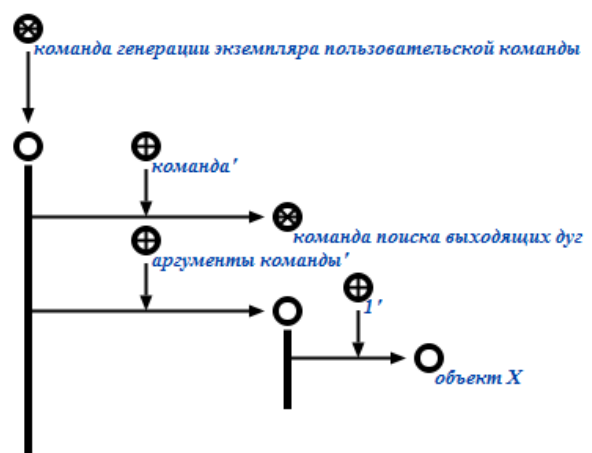 команда генерации экземпляра пользовательской команды
команда'
команда поиска выходящих дуг
аргументы команды'
1'
объект X